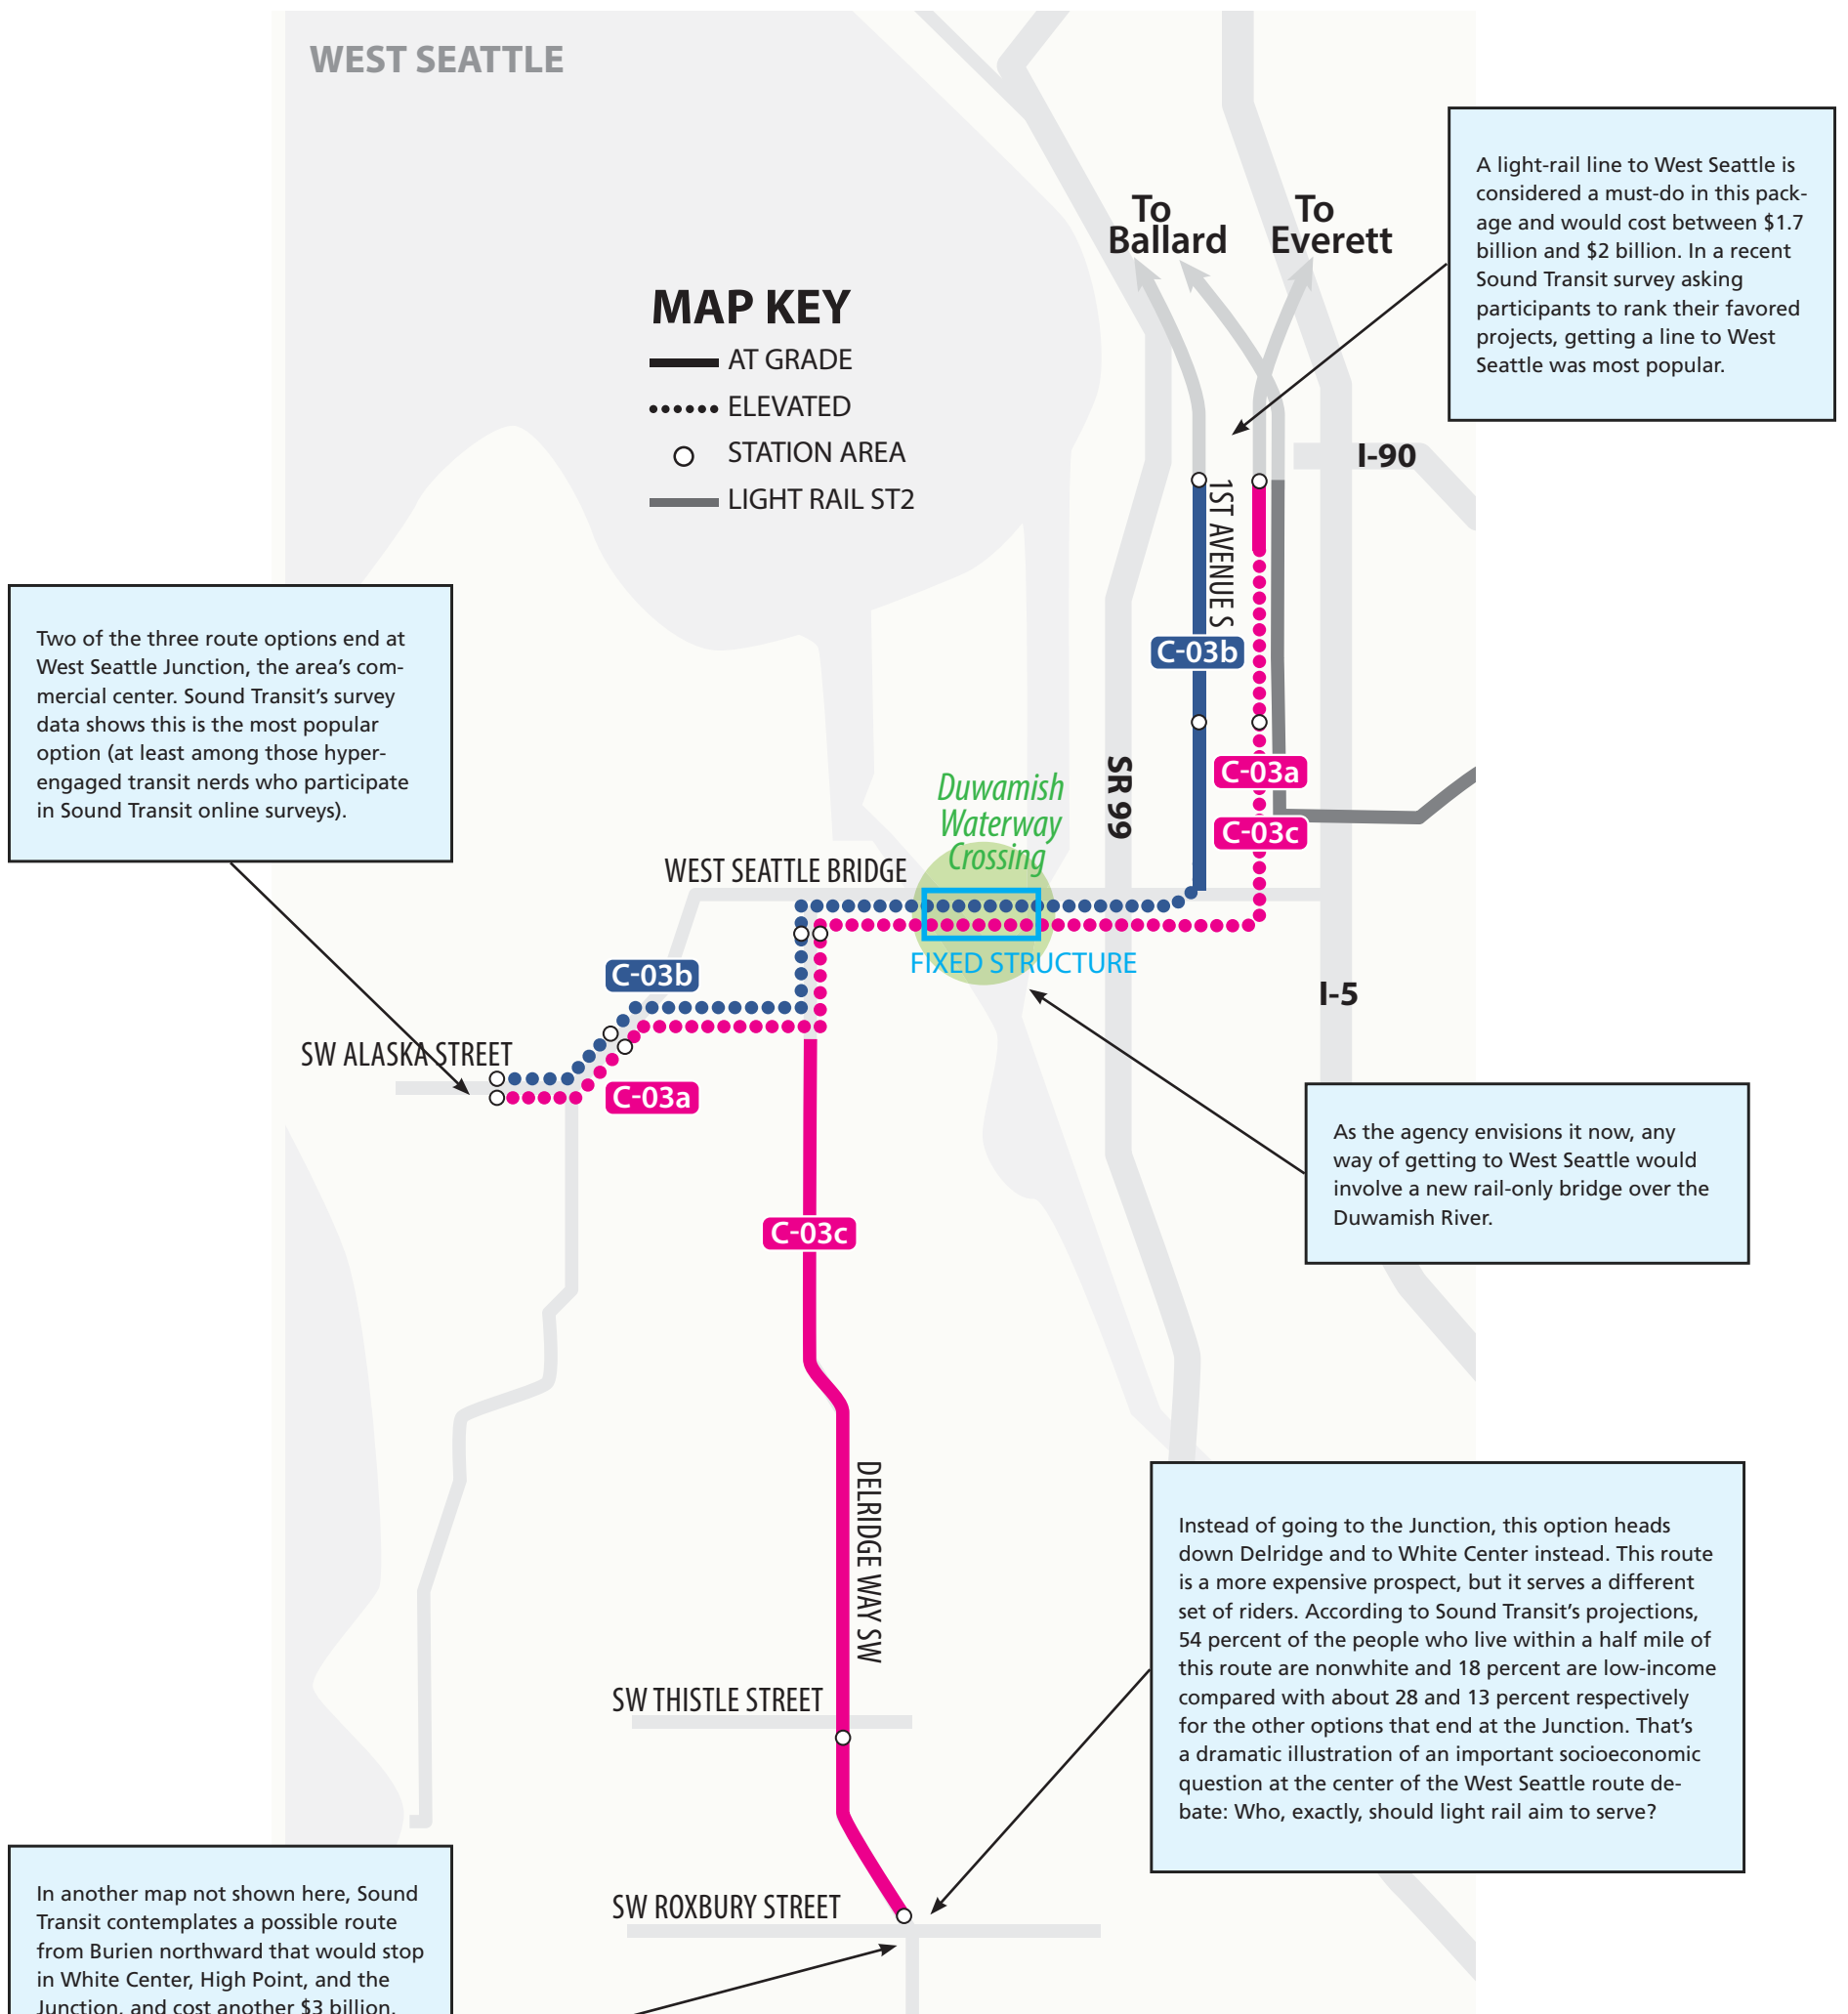 WEST SEATTLE
To
Ballard
To
Everett
A light-rail line to West Seattle is
considered a must-do in this pack-
age and would cost between $1.7
billion and $2 billion. In a recent
Sound Transit survey asking
participants to rank their favored
projects, getting a line to West
Seattle was most popular.
MAP KEY
AT GRADE
ELEVATED
STATION AREA
LIGHT RAIL ST2
I-90
1ST AVENUE S
Two of the three route options end at
West Seattle Junction, the area’s com-
mercial center. Sound Transit’s survey
data shows this is the most popular
option (at least among those hyper-
engaged transit nerds who participate
in Sound Transit online surveys).
C-03b
SR 99
C-03a
C-03c
Duwamish
Waterway
Crossing
WEST SEATTLE BRIDGE
FIXED STRUCTURE
C-03b
I-5
SW ALASKA STREET
C-03a
As the agency envisions it now, any
way of getting to West Seattle would
involve a new rail-only bridge over the
Duwamish River.
C-03c
DELRIDGE WAY SW
Instead of going to the Junction, this option heads
down Delridge and to White Center instead. This route
is a more expensive prospect, but it serves a different
set of riders. According to Sound Transit’s projections,
54 percent of the people who live within a half mile of
this route are nonwhite and 18 percent are low-income
compared with about 28 and 13 percent respectively
for the other options that end at the Junction. That’s
a dramatic illustration of an important socioeconomic
question at the center of the West Seattle route de-
bate: Who, exactly, should light rail aim to serve?
SW THISTLE STREET
SW ROXBURY STREET
In another map not shown here, Sound
Transit contemplates a possible route
from Burien northward that would stop
in White Center, High Point, and the
Junction, and cost another $3 billion.